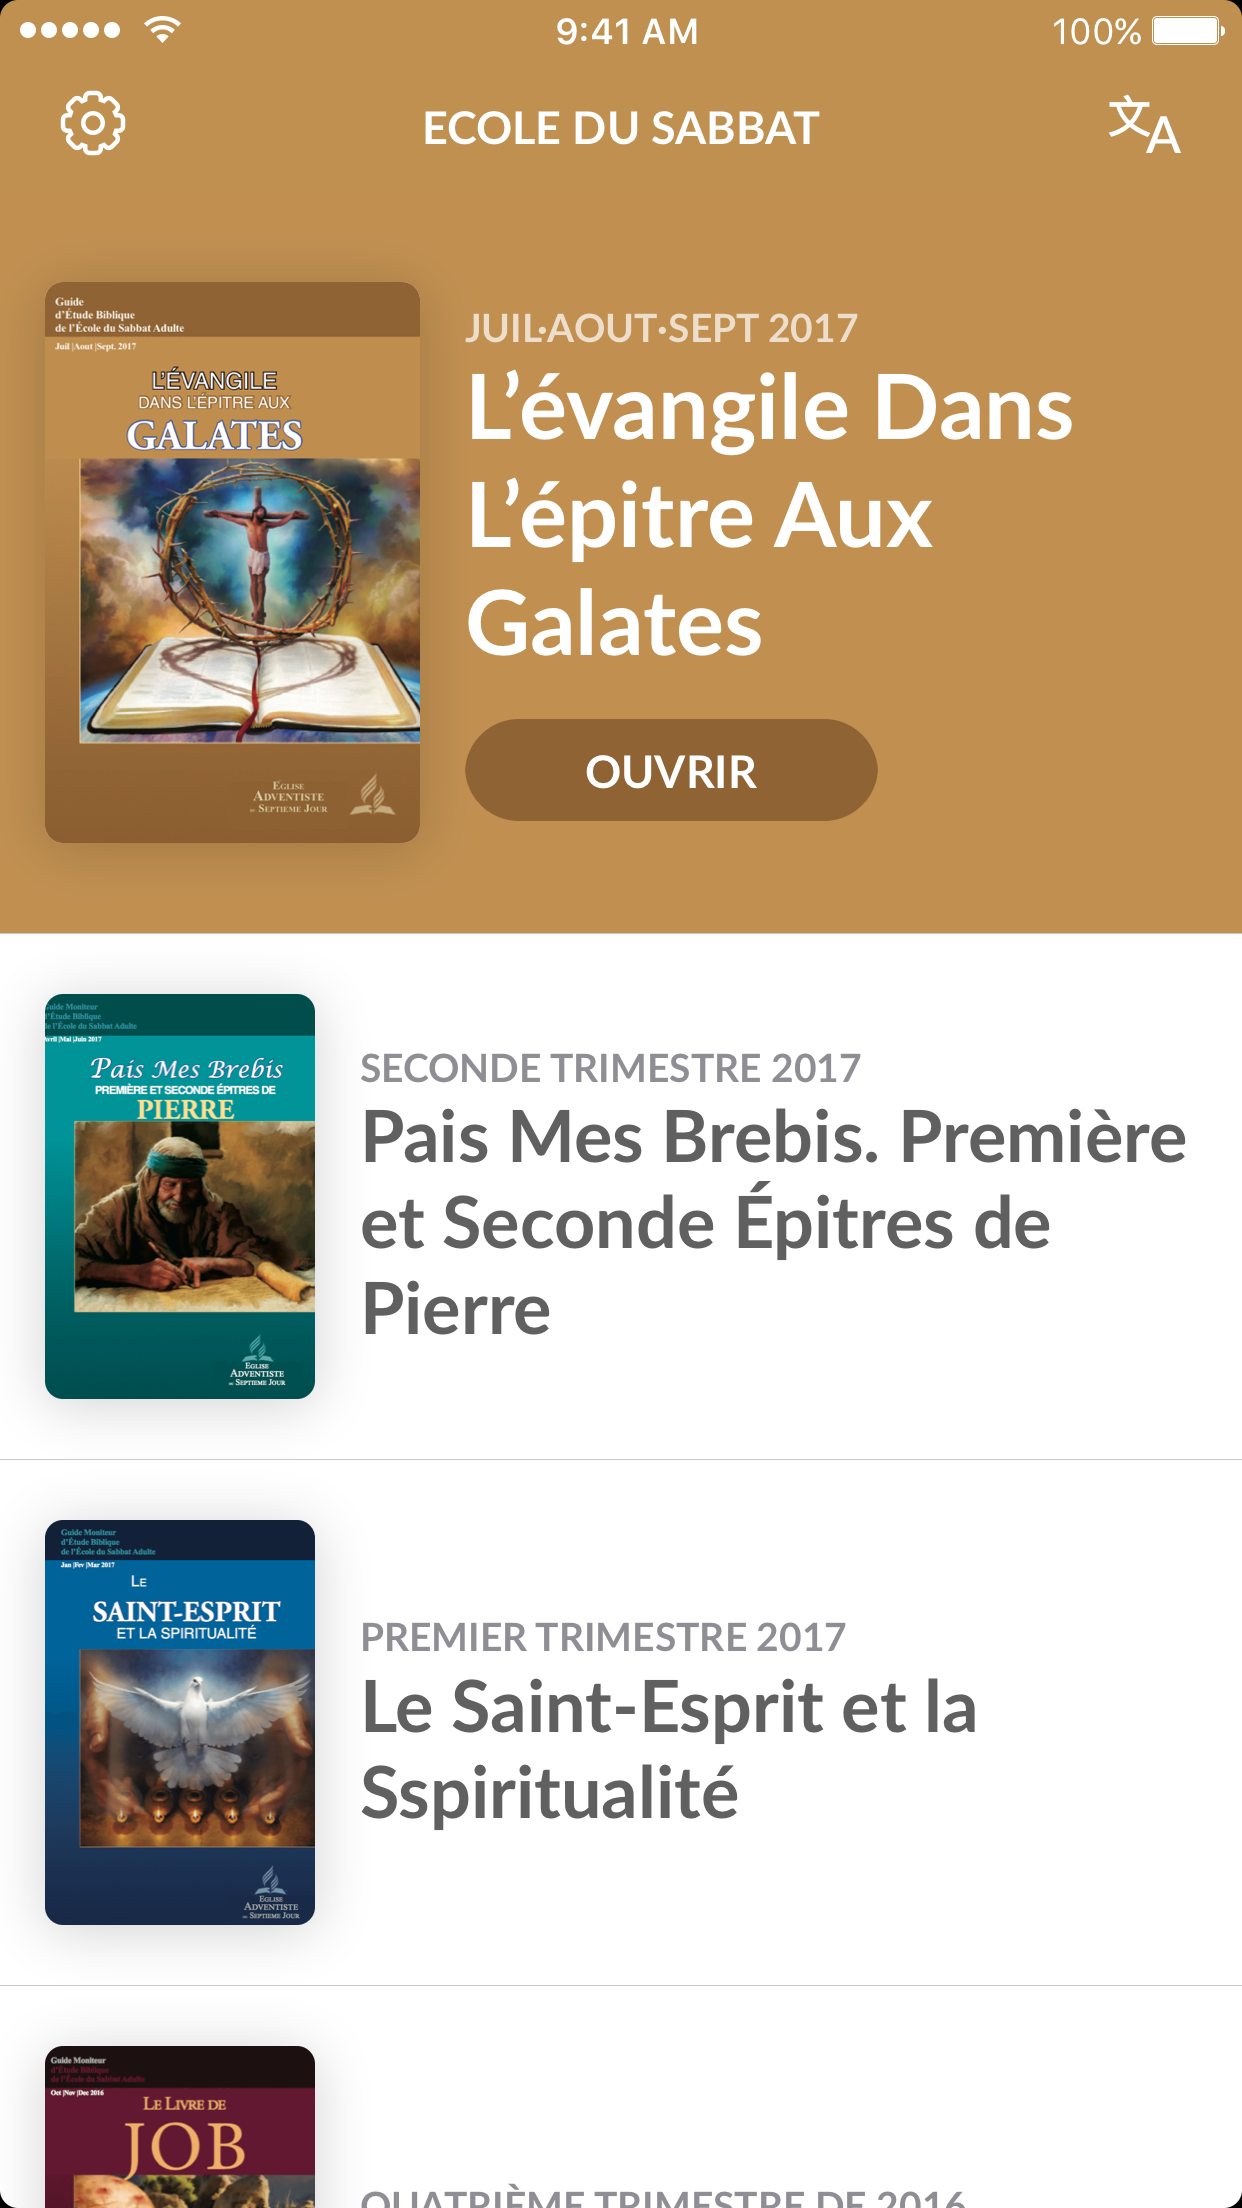 9:41 AM
100%
ECOLE DU SABBAT
文A
Guide
d'Étude Biblique
de l'École du Sabbat Adulte
Juil |Aout |Sept. 2017
L'ÉVANGILE
DANS L'ÉPITRE AUX
GALATES
EGLISE
ADVENTISTE
DU SEPTIEME JOUR
JUIL·AOUT·SEPT 2017
L’évangile Dans
L’épitre Aux
Galates
OUVRIR
Guide Moniteur
d'Étude Biblique
de l'École du Sabbat Adulte
Avril |Mai |Juin 2017
Pais Mes Brebis
PREMIÈRE ET SECONDE ÉPITRES DE
PIERRE
EGLISE
ADVENTISTE
DU SEPTIEME JOUR
SECONDE TRIMESTRE 2017
Pais Mes Brebis. Première
et Seconde Épitres de
Pierre
Guide Moniteur
d'Étude Biblique
de l'École du Sabbat Adulte
Jan |Fev |Mar 2017
LE
SAINT-ESPRIT
ET LA SPIRITUALITÉ
EGLISE
ADVENTISTE
DU SEPTIEME JOUR
PREMIER TRIMESTRE 2017
Le Saint-Esprit et la
Sspiritualité
Guide Moniteur
d'Étude Biblique
de l'École du Sabbat Adulte
Oct |Nov |Dec 2016
LE LIVRE DE
JOB
QUATRIÈME TRIMESTRE DE 2016